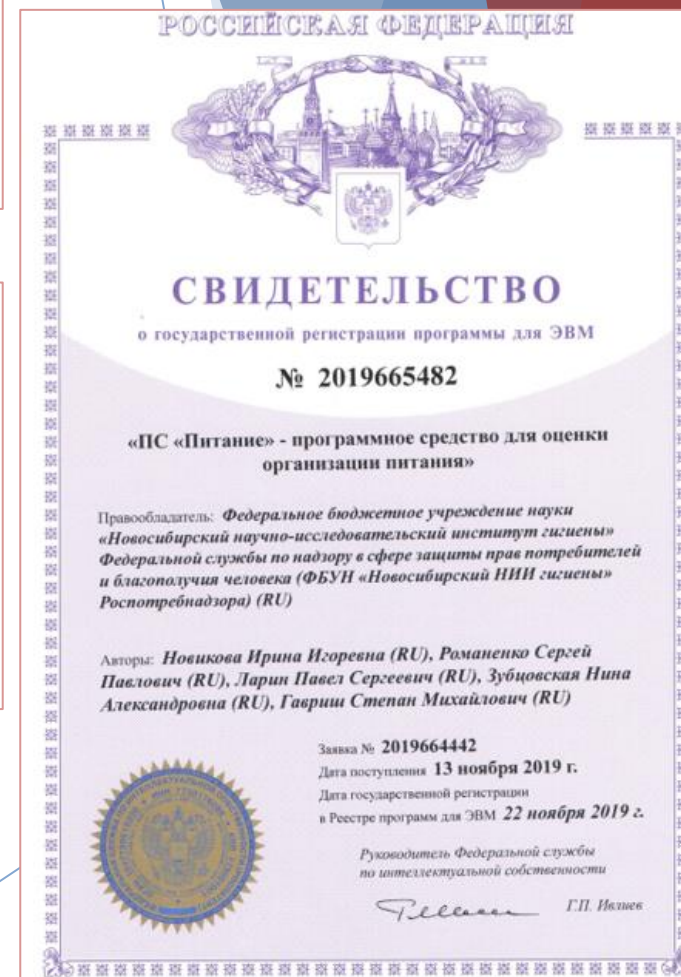 РОССИЙСКАЯ ФЕДЕРАЦИЯ
СВИДЕТЕЛЬСТВО
о государственной регистрации программы для ЭВМ
№ 2019665482
«ПС «Питание» - программное средство для оценки
организации питания»
Правообладатель: Федеральное бюджетное учреждение науки
«Новосибирский научно-исследовательский институт гигиены»
Федеральной службы по надзору в сфере защиты прав потребителей
и благополучия человека (ФБУН «Новосибирский НИИ гигиены»
Роспотребнадзора) (RU)
Авторы: Новикова Ирина Игоревна (RU), Романенко Сергей
Павлович (RU), Ларин Павел Сергеевич (RU), Зубцовская Нина
Александровна (RU), Гавриш Степан Михайлович (RU)
Заявка № 2019664442
Дата поступления 13 ноября 2019 г.
Дата государственной регистрации
в Реестре программ для ЭВМ 22 ноября 2019 г.
Руководитель Федеральной службы
по интеллектуальной собственности
Г.П. Ивлиев